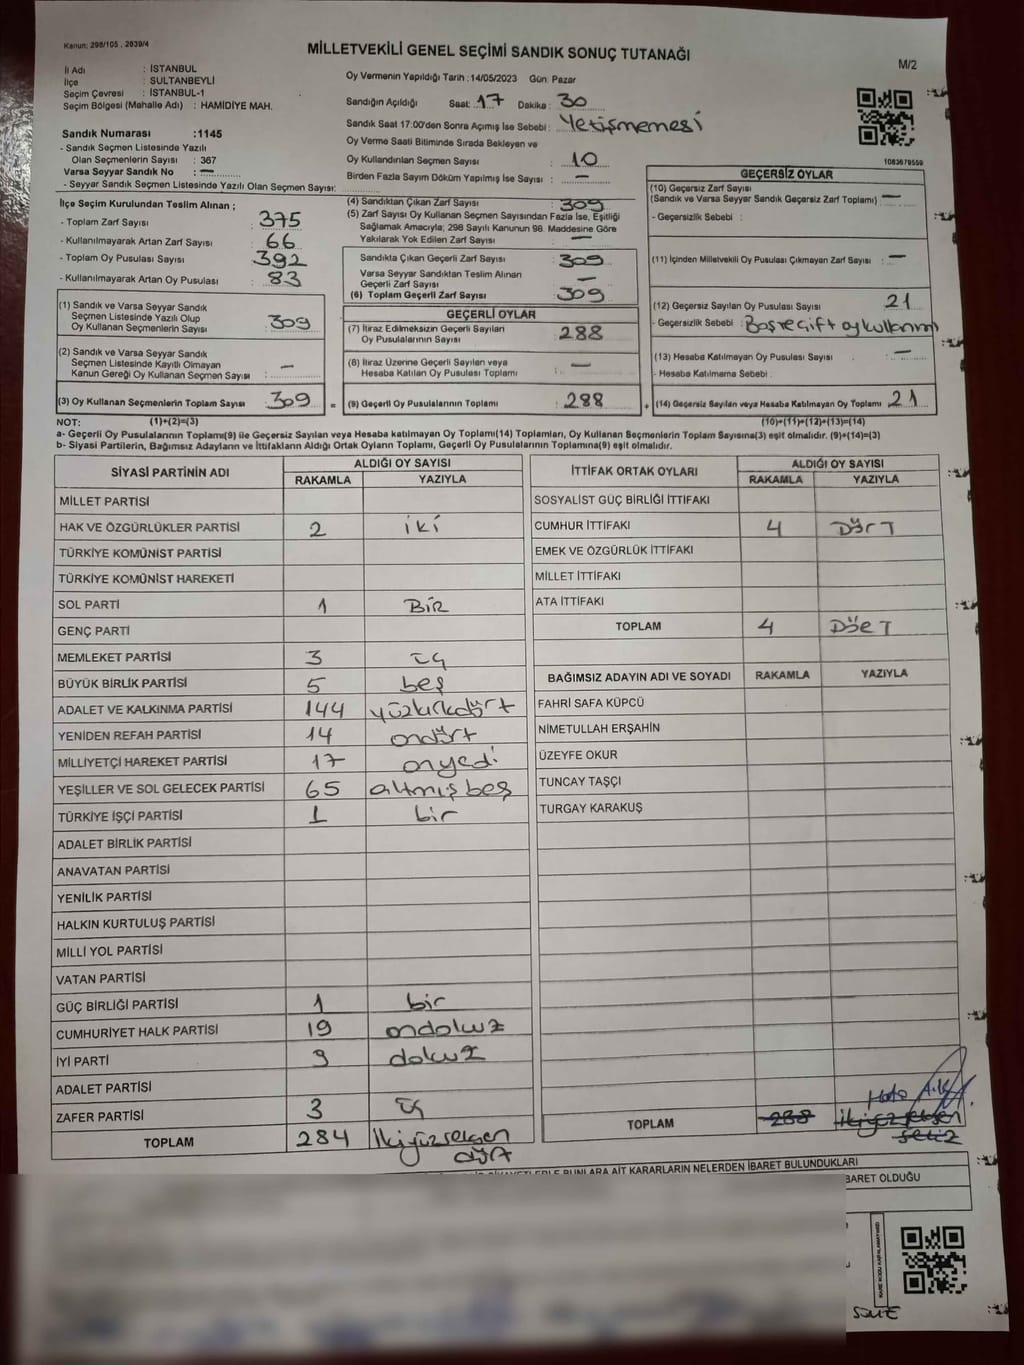 Kanun: 298/105 , 2839/4
MİLLETVEKİLİ GENEL SEÇİMİ SANDIK SONUÇ TUTANAĞI
M/2
İl Adı : İSTANBUL
İlçe : SULTANBEYLİ
Seçim Çevresi : İSTANBUL-1
Seçim Bölgesi (Mahalle Adı) : HAMİDİYE MAH.
Sandık Numarası :1145
- Sandık Seçmen Listesinde Yazılı
Olan Seçmenlerin Sayısı : 367
Varsa Seyyar Sandık No : —
- Seyyar Sandık Seçmen Listesinde Yazılı Olan Seçmen Sayısı:
Oy Vermenin Yapıldığı Tarih :14/05/2023 Gün: Pazar
Sandığın Açıldığı Saat: 17 Dakika: 30
Sandık Saat 17:00'den Sonra Açımış İse Sebebi: Yetişmemesi
Oy Verme Saati Bitiminde Sırada Bekleyen ve
Oy Kullandırılan Seçmen Sayısı : 10
Birden Fazla Sayım Döküm Yapılmış İse Sayısı : —
1083679559
İlçe Seçim Kurulundan Teslim Alınan ;
- Toplam Zarf Sayısı : 375
- Kullanılmayarak Artan Zarf Sayısı : 66
- Toplam Oy Pusulası Sayısı : 392
- Kullanılmayarak Artan Oy Pusulası : 83
(1) Sandık ve Varsa Seyyar Sandık
Seçmen Listesinde Yazılı Olup
Oy Kullanan Seçmenlerin Sayısı : 309
(2) Sandık ve Varsa Seyyar Sandık
Seçmen Listesinde Kayıtlı Olmayan
Kanun Gereği Oy Kullanan Seçmen Sayısı : —
(3) Oy Kullanan Seçmenlerin Toplam Sayısı : 309 =
(4) Sandıktan Çıkan Zarf Sayısı : 309
(5) Zarf Sayısı Oy Kullanan Seçmen Sayısından Fazla İse, Eşitliği
Sağlamak Amacıyla; 298 Sayılı Kanunun 98. Maddesine Göre
Yakılarak Yok Edilen Zarf Sayısı : —
Sandıkta Çıkan Geçerli Zarf Sayısı : 309
Varsa Seyyar Sandıktan Teslim Alınan
Geçerli Zarf Sayısı : —
(6) Toplam Geçerli Zarf Sayısı : 309
GEÇERLİ OYLAR
(7) İtiraz Edilmeksizin Geçerli Sayılan
Oy Pusulalarının Sayısı : 288
(8) İtiraz Üzerine Geçerli Sayılan veya
Hesaba Katılan Oy Pusulası Toplamı : —
(9) Geçerli Oy Pusulalarının Toplamı : 288 +
GEÇERSİZ OYLAR
(10) Geçersiz Zarf Sayısı
(Sandık ve Varsa Seyyar Sandık Geçersiz Zarf Toplamı) : —
- Geçersizlik Sebebi :
(11) İçinden Milletvekili Oy Pusulası Çıkmayan Zarf Sayısı : —
(12) Geçersiz Sayılan Oy Pusulası Sayısı : 21
- Geçersizlik Sebebi : Boş ve çift oy kullanımı
(13) Hesaba Katılmayan Oy Pusulası Sayısı : —
- Hesaba Katılmama Sebebi :
(14) Geçersiz Sayılan veya Hesaba Katılmayan Oy Toplamı : 21
NOT: (1)+(2)=(3) (10)+(11)+(12)+(13)=(14)
a- Geçerli Oy Pusulalarının Toplamı(9) ile Geçersiz Sayılan veya Hesaba katılmayan Oy Toplamı(14) Toplamları, Oy Kullanan Seçmenlerin Toplam Sayısına(3) eşit olmalıdır. (9)+(14)=(3)
b- Siyasi Partilerin, Bağımsız Adayların ve İttifakların Aldığı Ortak Oyların Toplamı, Geçerli Oy Pusulalarının Toplamına(9) eşit olmalıdır.
SİYASİ PARTİNİN ADI ALDIĞI OY SAYISI
RAKAMLA YAZIYLA
MİLLET PARTİSİ
HAK VE ÖZGÜRLÜKLER PARTİSİ 2 iki
TÜRKİYE KOMÜNİST PARTİSİ
TÜRKİYE KOMÜNİST HAREKETİ
SOL PARTİ 1 BİR
GENÇ PARTİ
MEMLEKET PARTİSİ 3 üç
BÜYÜK BİRLİK PARTİSİ 5 beş
ADALET VE KALKINMA PARTİSİ 144 yüzkırkdört
YENİDEN REFAH PARTİSİ 14 ondört
MİLLİYETÇİ HAREKET PARTİSİ 17 onyedi
YEŞİLLER VE SOL GELECEK PARTİSİ 65 altmışbeş
TÜRKİYE İŞÇİ PARTİSİ 1 bir
ADALET BİRLİK PARTİSİ
ANAVATAN PARTİSİ
YENİLİK PARTİSİ
HALKIN KURTULUŞ PARTİSİ
MİLLİ YOL PARTİSİ
VATAN PARTİSİ
GÜÇ BİRLİĞİ PARTİSİ 1 bir
CUMHURİYET HALK PARTİSİ 19 ondokuz
İYİ PARTİ 9 dokuz
ADALET PARTİSİ
ZAFER PARTİSİ 3 üç
TOPLAM 284 İkiyüzseksen
dört
İTTİFAK ORTAK OYLARI ALDIĞI OY SAYISI
RAKAMLA YAZIYLA
SOSYALİST GÜÇ BİRLİĞİ İTTİFAKI
CUMHUR İTTİFAKI 4 DÖRT
EMEK VE ÖZGÜRLÜK İTTİFAKI
MİLLET İTTİFAKI
ATA İTTİFAKI
TOPLAM 4 DÖRT
BAĞIMSIZ ADAYIN ADI VE SOYADI RAKAMLA YAZIYLA
FAHRİ SAFA KÜPCÜ
NİMETULLAH ERŞAHİN
ÜZEYFE OKUR
TUNCAY TAŞÇI
TURGAY KARAKUŞ
Hata
TOPLAM 288 İkiyüzseksen
sekiz
BUNLARA AİT KARARLARIN NELERDEN İBARET BULUNDUKLARI
BARET OLDUĞU